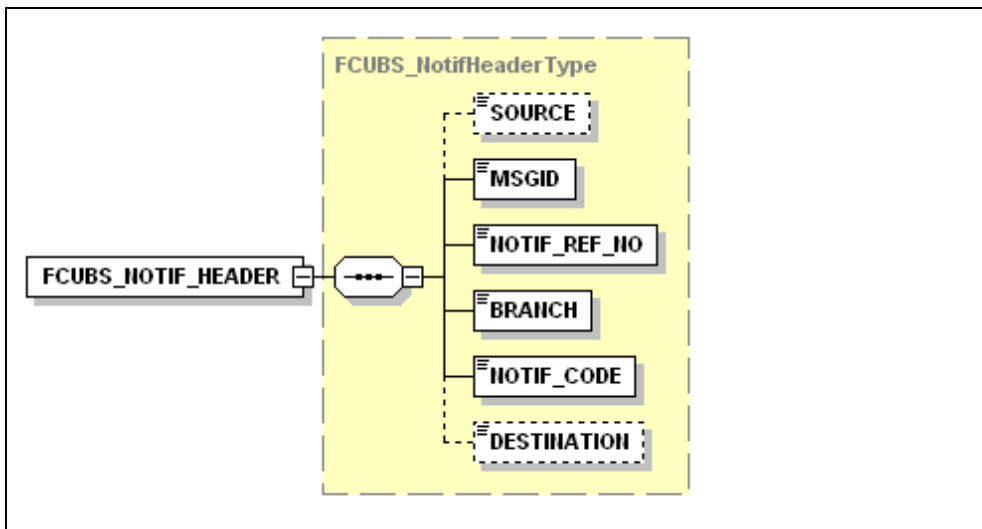 FCUBS_NotifHeaderType
SOURCE
MSGID
NOTIF_REF_NO
FCUBS_NOTIF_HEADER
BRANCH
NOTIF_CODE
DESTINATION